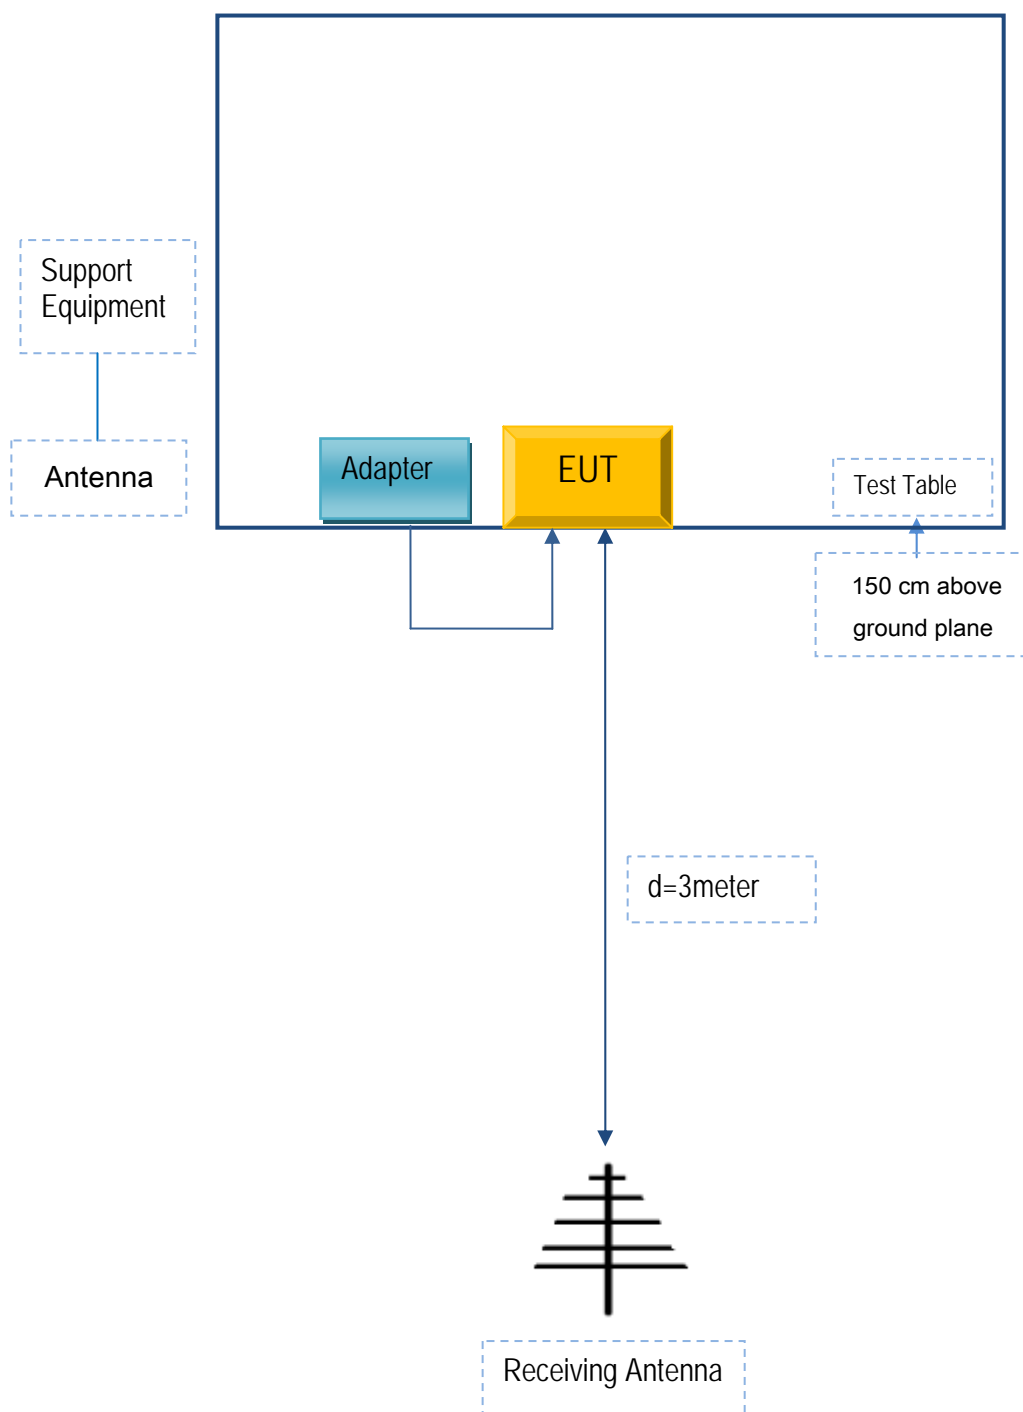 Support
Equipment
Antenna
Adapter
EUT
Test Table
150 cm above
ground plane
d=3meter
Receiving Antenna